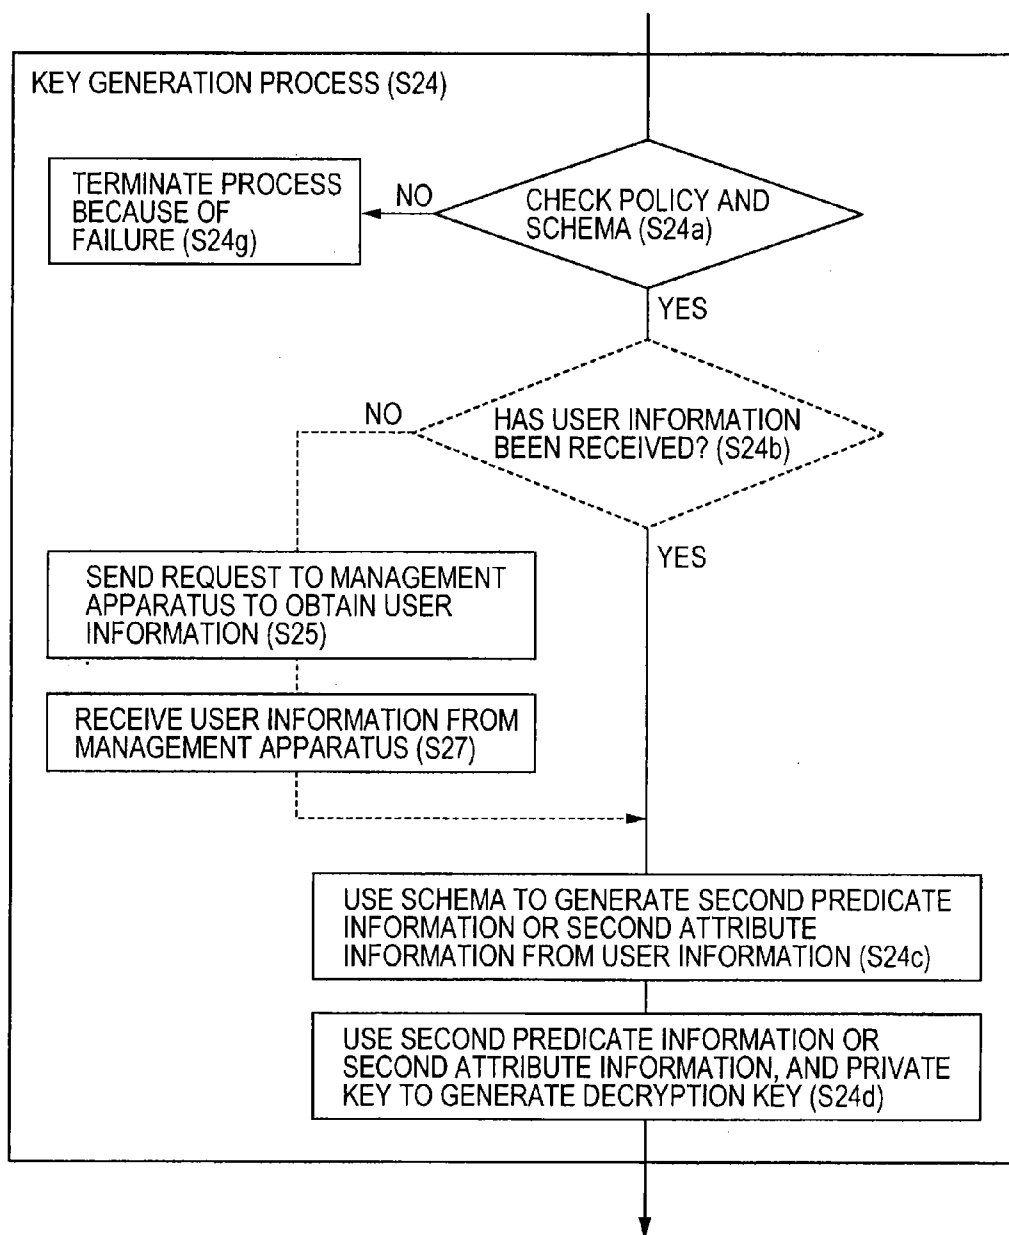 KEY GENERATION PROCESS (S24)
TERMINATE PROCESS
BECAUSE OF
FAILURE (S24g)
NO
CHECK POLICY AND
SCHEMA (S24a)
YES
NO
HAS USER INFORMATION
BEEN RECEIVED? (S24b)
YES
SEND REQUEST TO MANAGEMENT
APPARATUS TO OBTAIN USER
INFORMATION (S25)
RECEIVE USER INFORMATION FROM
MANAGEMENT APPARATUS (S27)
USE SCHEMA TO GENERATE SECOND PREDICATE
INFORMATION OR SECOND ATTRIBUTE
INFORMATION FROM USER INFORMATION (S24c)
USE SECOND PREDICATE INFORMATION OR
SECOND ATTRIBUTE INFORMATION, AND PRIVATE
KEY TO GENERATE DECRYPTION KEY (S24d)